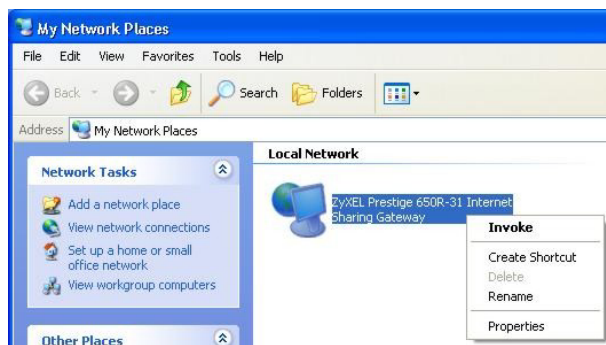 My Network Places
File Edit View Favorites Tools Help
Back Search Folders
Address My Network Places
Network Tasks
Add a network place
View network connections
Set up a home or small
office network
View workgroup computers
Other Places
Local Network
ZyXEL Prestige 650R-31 Internet
Sharing Gateway
Invoke
Create Shortcut
Delete
Rename
Properties